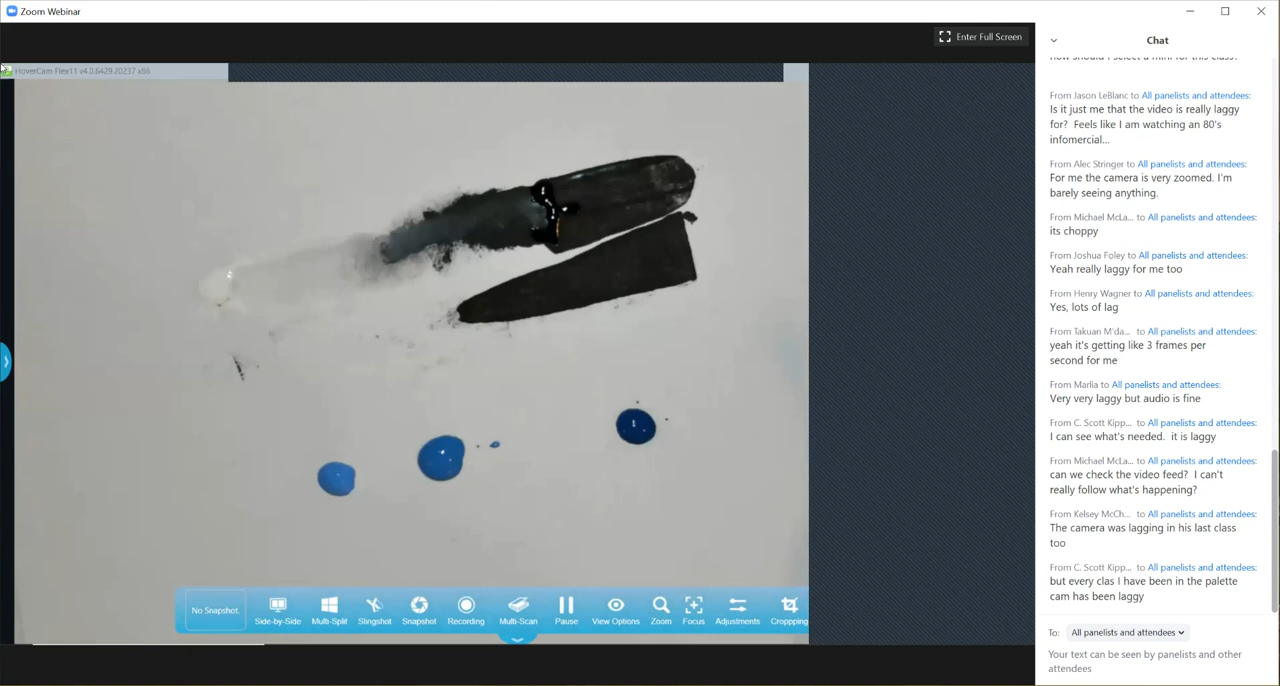 Zoom Webinar
Enter Full Screen
HoverCam Flex11 v4.0.6429.20237 x86
No Snapshot.
Side-by-Side
Multi-Split
Slingshot
Snapshot
Recording
Multi-Scan
Pause
View Options
Zoom
Focus
Adjustments
Croppping
Chat
how should I select a mini for this class?
From Jason LeBlanc to All panelists and attendees:
Is it just me that the video is really laggy
for?  Feels like I am watching an 80's
infomercial...
From Alec Stringer to All panelists and attendees:
For me the camera is very zoomed. I'm
barely seeing anything.
From Michael McLa... to All panelists and attendees:
its choppy
From Joshua Foley to All panelists and attendees:
Yeah really laggy for me too
From Henry Wagner to All panelists and attendees:
Yes, lots of lag
From Takuan M'da... to All panelists and attendees:
yeah it's getting like 3 frames per
second for me
From Marlia to All panelists and attendees:
Very very laggy but audio is fine
From C. Scott Kipp... to All panelists and attendees:
I can see what's needed.  it is laggy
From Michael McLa... to All panelists and attendees:
can we check the video feed?  I can't
really follow what's happening?
From Kelsey McCh... to All panelists and attendees:
The camera was lagging in his last class
too
From C. Scott Kipp... to All panelists and attendees:
but every clas I have been in the palette
cam has been laggy
To: All panelists and attendees
Your text can be seen by panelists and other
attendees